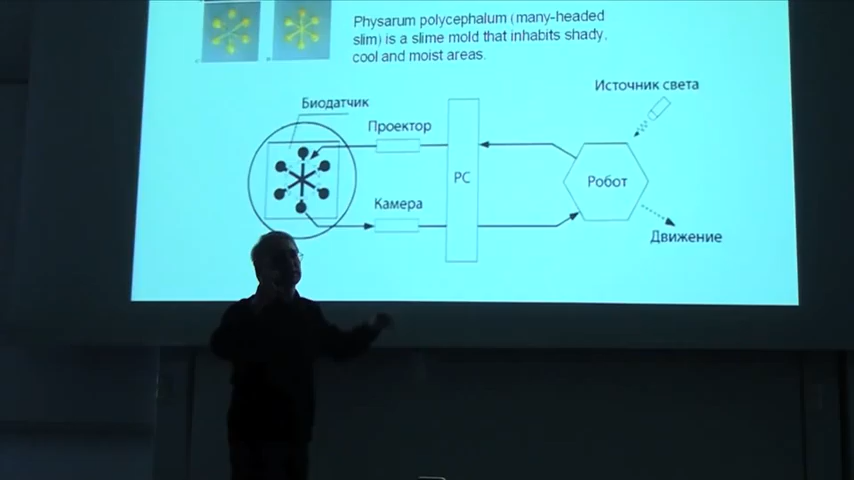 Physarum polycephalum (many-headed
slim) is a slime mold that inhabits shady,
cool and moist areas.
Источник света
Биодатчик
Проектор
PC
Робот
Камера
Движение